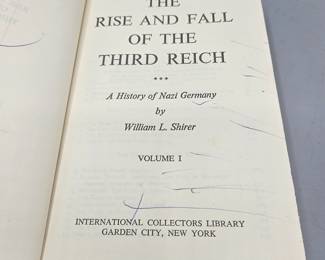 THE
RISE AND FALL
OF THE
THIRD REICH
•••
A History of Nazi Germany
by
William L. Shirer
VOLUME I
INTERNATIONAL COLLECTORS LIBRARY
GARDEN CITY, NEW YORK